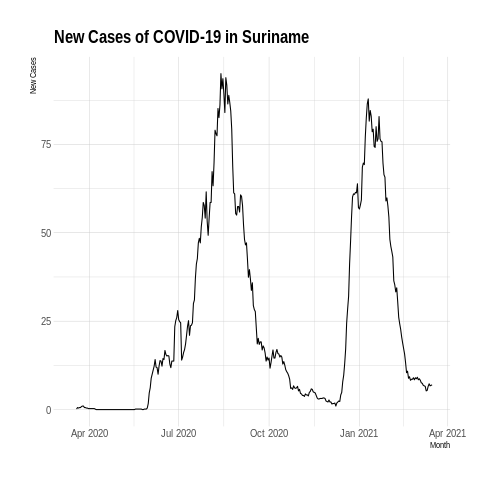 New Cases of COVID-19 in Suriname
New Cases
75
50
25
0
Apr 2020
Jul 2020
Oct 2020
Jan 2021
Apr 2021
Month